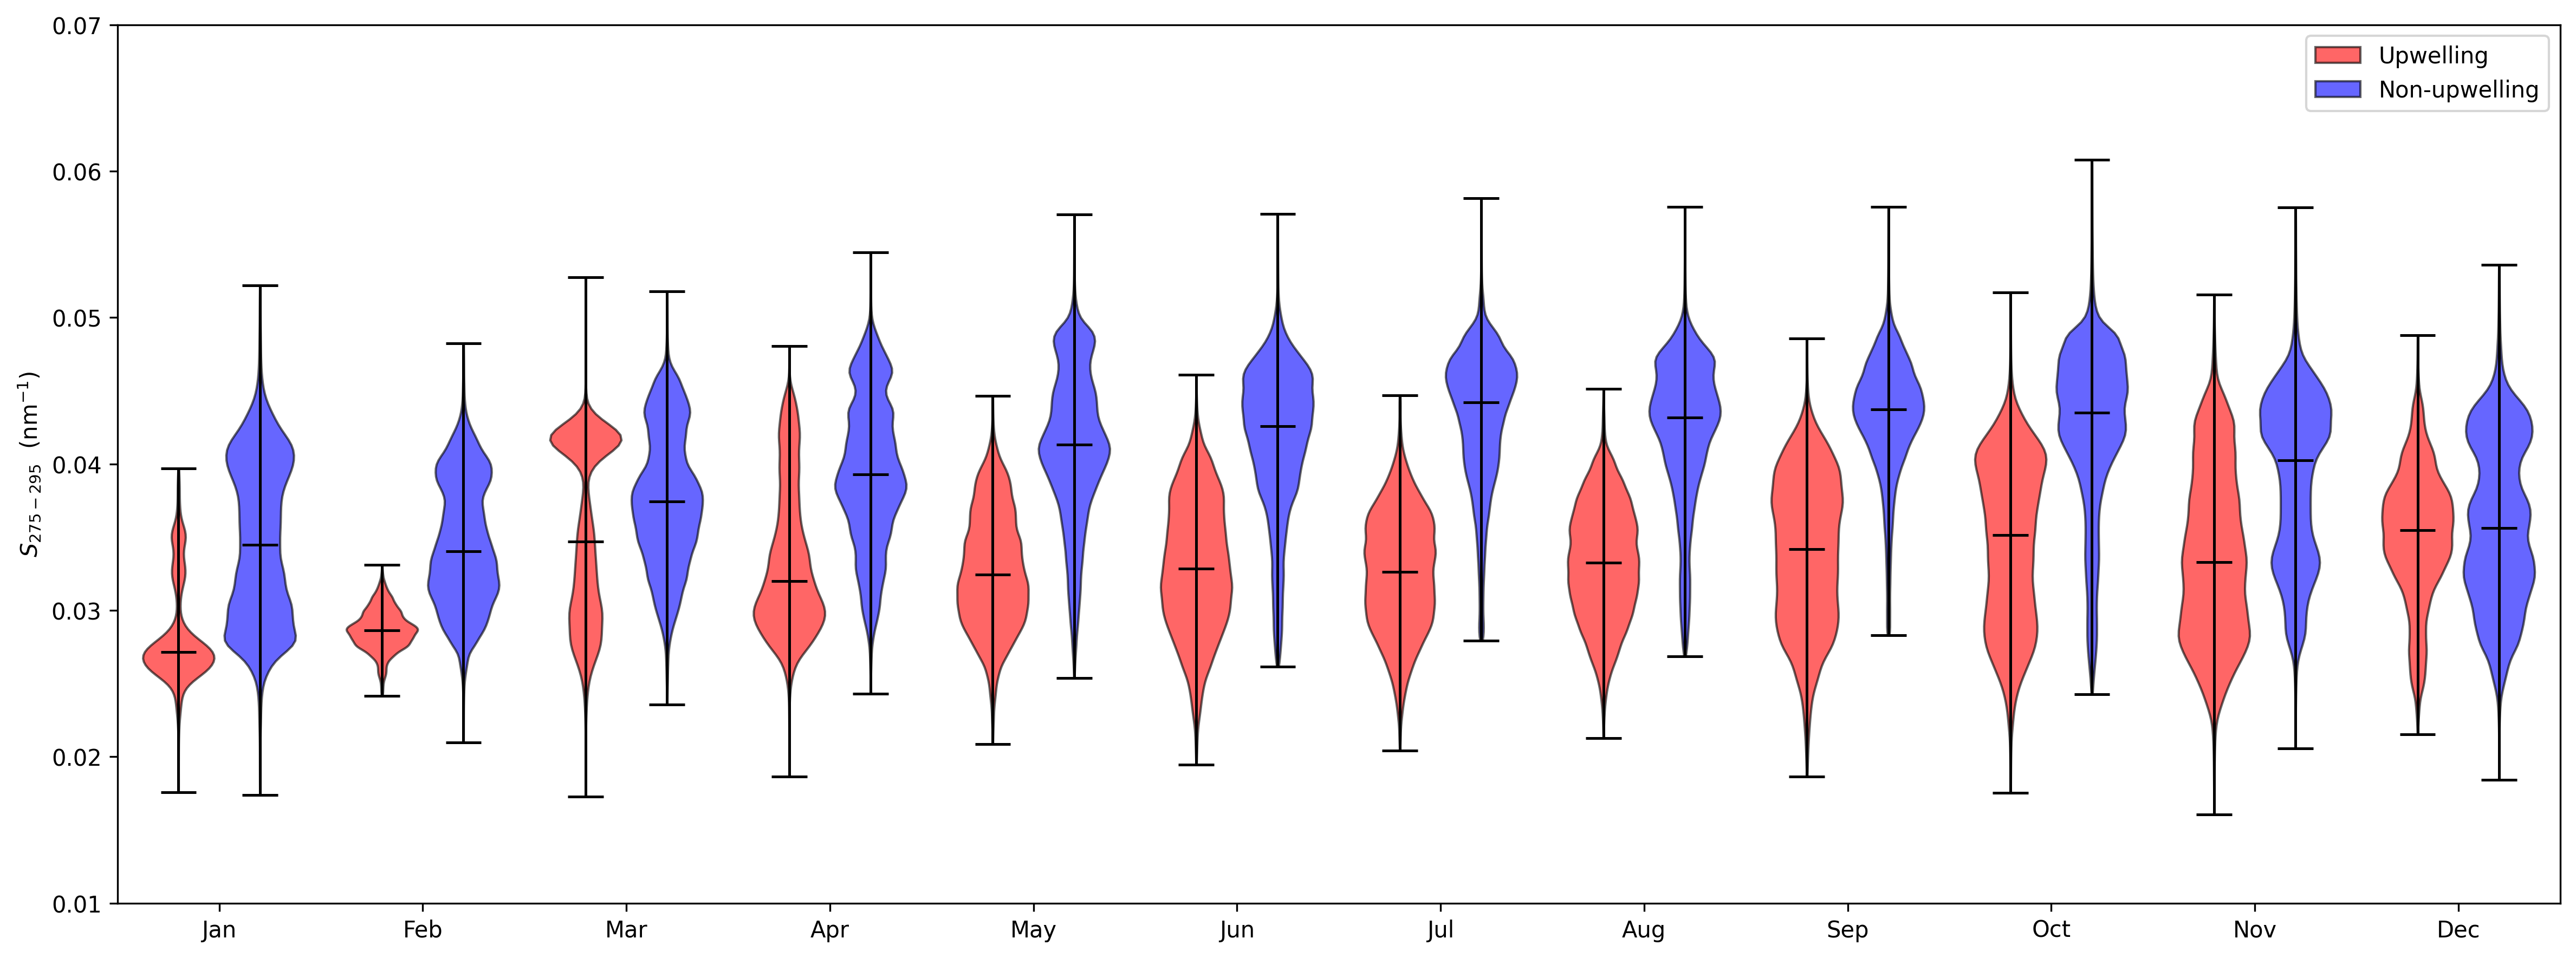 0.07
0.06
0.05
0.04
0.03
0.02
0.01
S₂₇₅₋₂₉₅ (nm⁻¹)
Upwelling
Non-upwelling
Jan Feb Mar Apr May Jun Jul Aug Sep Oct Nov Dec